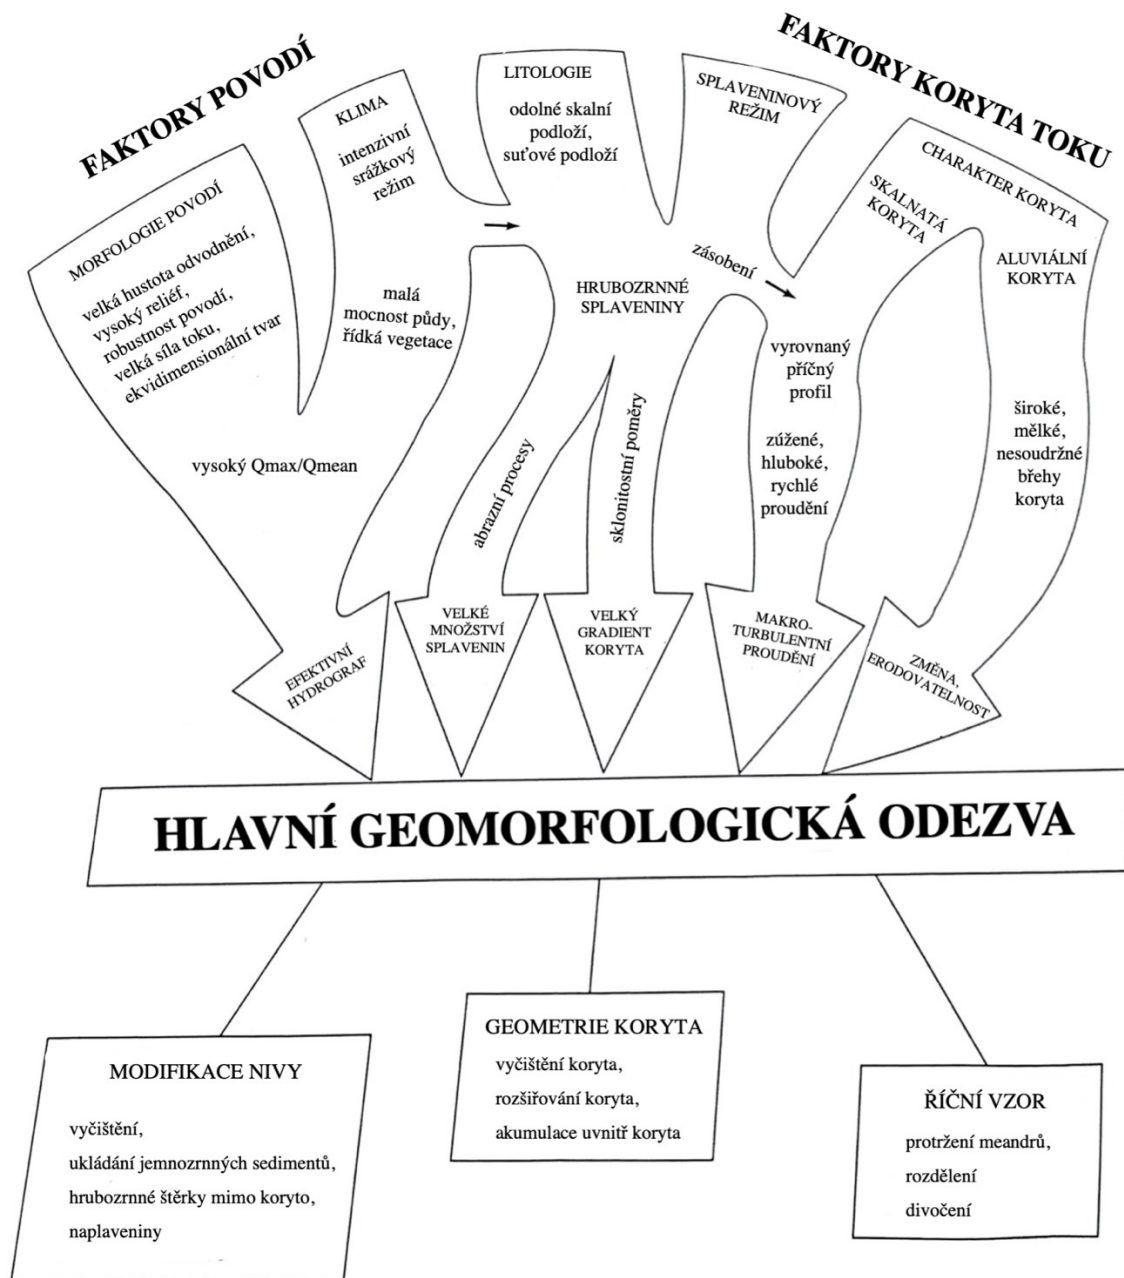 FAKTORY POVODÍ
FAKTORY KORYTA TOKU
MORFOLOGIE POVODÍ
velká hustota odvodnění,
vysoký reliéf,
robustnost povodí,
velká síla toku,
ekvidimensionální tvar
KLIMA
intenzivní
srážkový
režim
LITOLOGIE
odolné skalní
podloží,
suťové podloží
SPLAVENINOVÝ
REŽIM
CHARAKTER KORYTA
SKALNATÁ
KORYTA
ALUVIÁLNÍ
KORYTA
malá
mocnost půdy,
řídká vegetace
HRUBOZRNNÉ
SPLAVENINY
zásobení
vyrovnaný
příčný
profil
zúžené,
hluboké,
rychlé
proudění
široké,
mělké,
nesoudržné
břehy
koryta
vysoký Qmax/Qmean
abrazní procesy
sklonitostní poměry
EFEKTIVNÍ
HYDROGRAF
VELKÉ
MNOŽSTVÍ
SPLAVENIN
VELKÝ
GRADIENT
KORYTA
MAKRO-
TURBULENTNÍ
PROUDĚNÍ
ZMĚNA,
ERODOVATELNOST
HLAVNÍ GEOMORFOLOGICKÁ ODEZVA
MODIFIKACE NIVY
vyčištění,
ukládání jemnozrnných sedimentů,
hrubozrnné štěrky mimo koryto,
naplaveniny
GEOMETRIE KORYTA
vyčištění koryta,
rozšiřování koryta,
akumulace uvnitř koryta
ŘÍČNÍ VZOR
protržení meandrů,
rozdělení
divočení